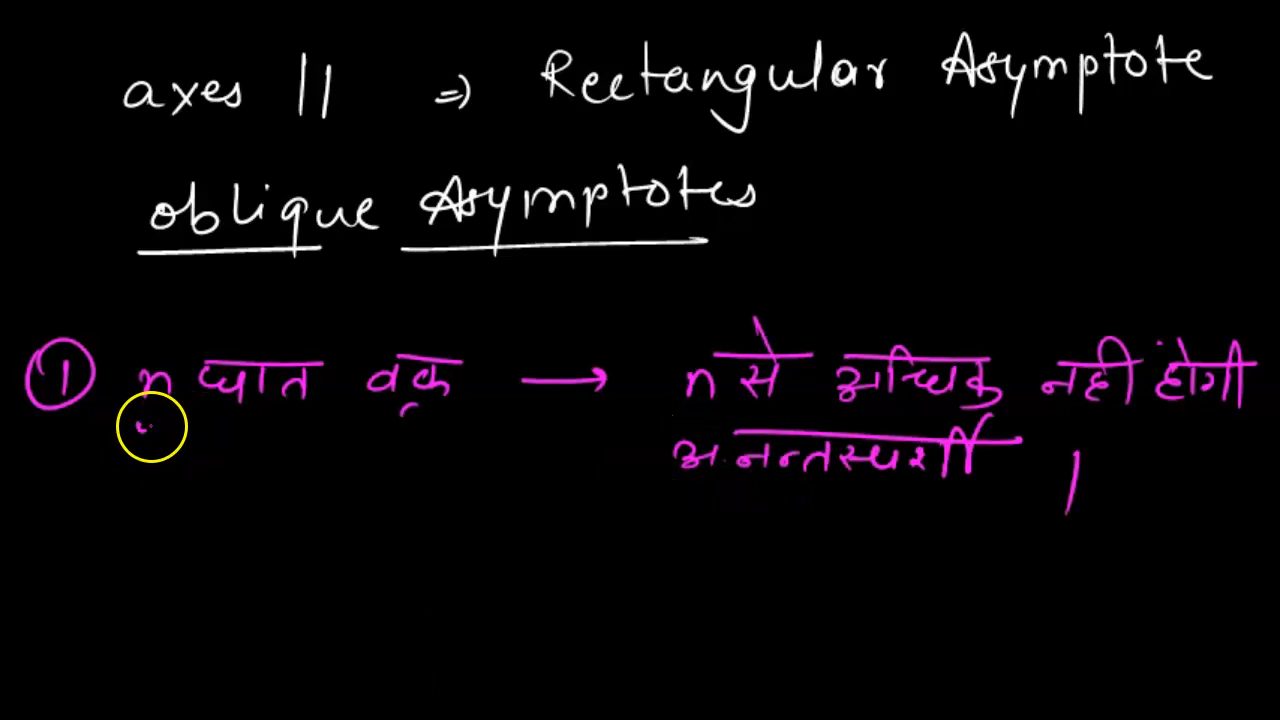 axes || ⇒ Rectangular Asymptote
oblique Asymptotes
① n घात वक्र → n से अधिक नहीं होंगी
अनन्तस्पर्शी |